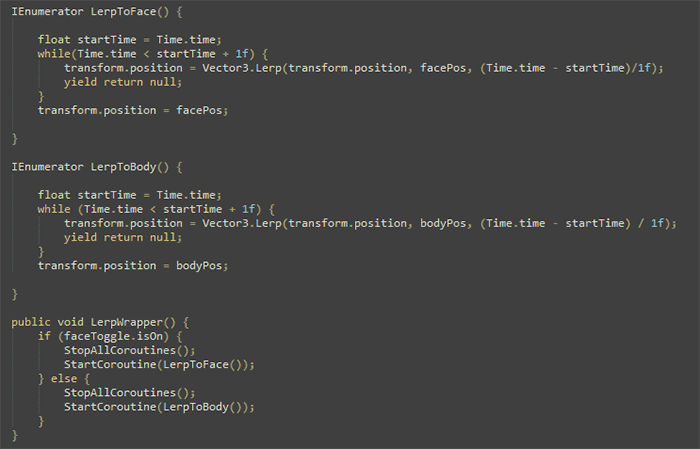 IEnumerator LerpToFace() {
float startTime = Time.time;
while(Time.time < startTime + 1f) {
transform.position = Vector3.Lerp(transform.position, facePos, (Time.time - startTime)/1f);
yield return null;
}
transform.position = facePos;
}
IEnumerator LerpToBody() {
float startTime = Time.time;
while (Time.time < startTime + 1f) {
transform.position = Vector3.Lerp(transform.position, bodyPos, (Time.time - startTime) / 1f);
yield return null;
}
transform.position = bodyPos;
}
public void LerpWrapper() {
if (faceToggle.isOn) {
StopAllCoroutines();
StartCoroutine(LerpToFace());
} else {
StopAllCoroutines();
StartCoroutine(LerpToBody());
}
}